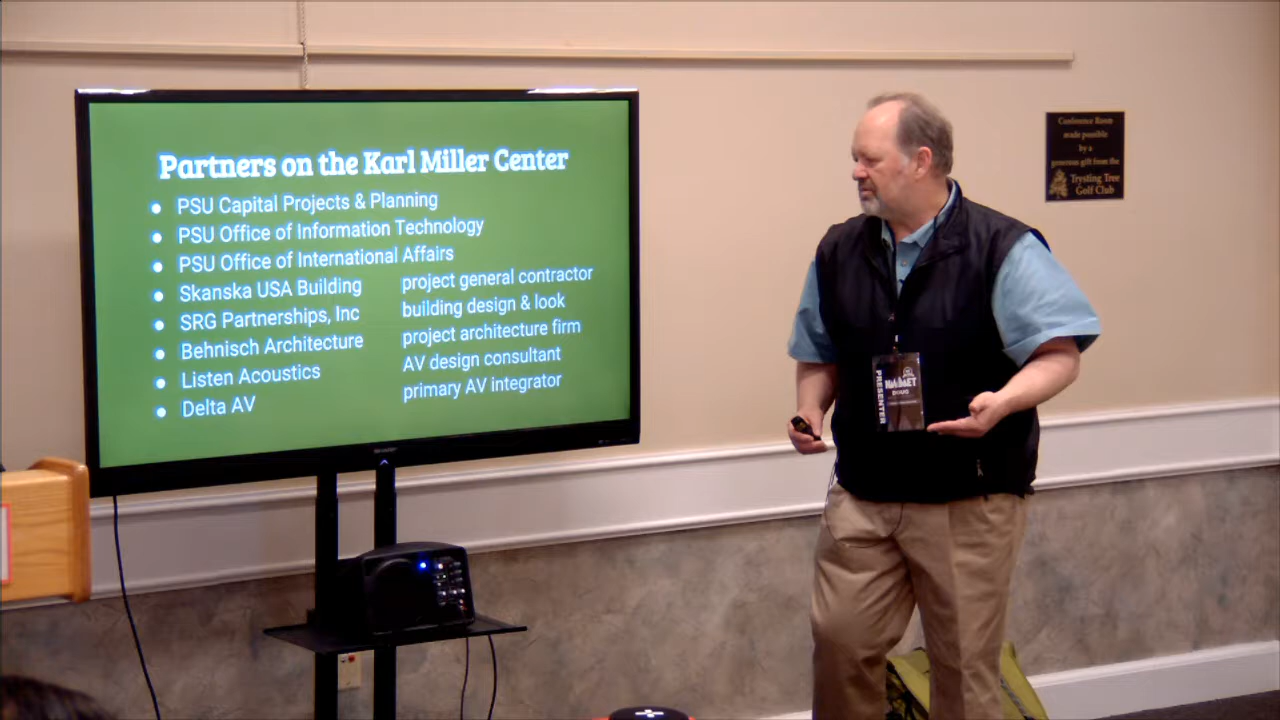 Partners on the Karl Miller Center
PSU Capital Projects & Planning
PSU Office of Information Technology
PSU Office of International Affairs
Skanska USA Building project general contractor
SRG Partnerships, Inc building design & look
Behnisch Architecture project architecture firm
Listen Acoustics AV design consultant
Delta AV primary AV integrator
Conference Room
made possible
by a
generous gift from the
Trysting Tree
Golf Club
PRESENTER
DOUG